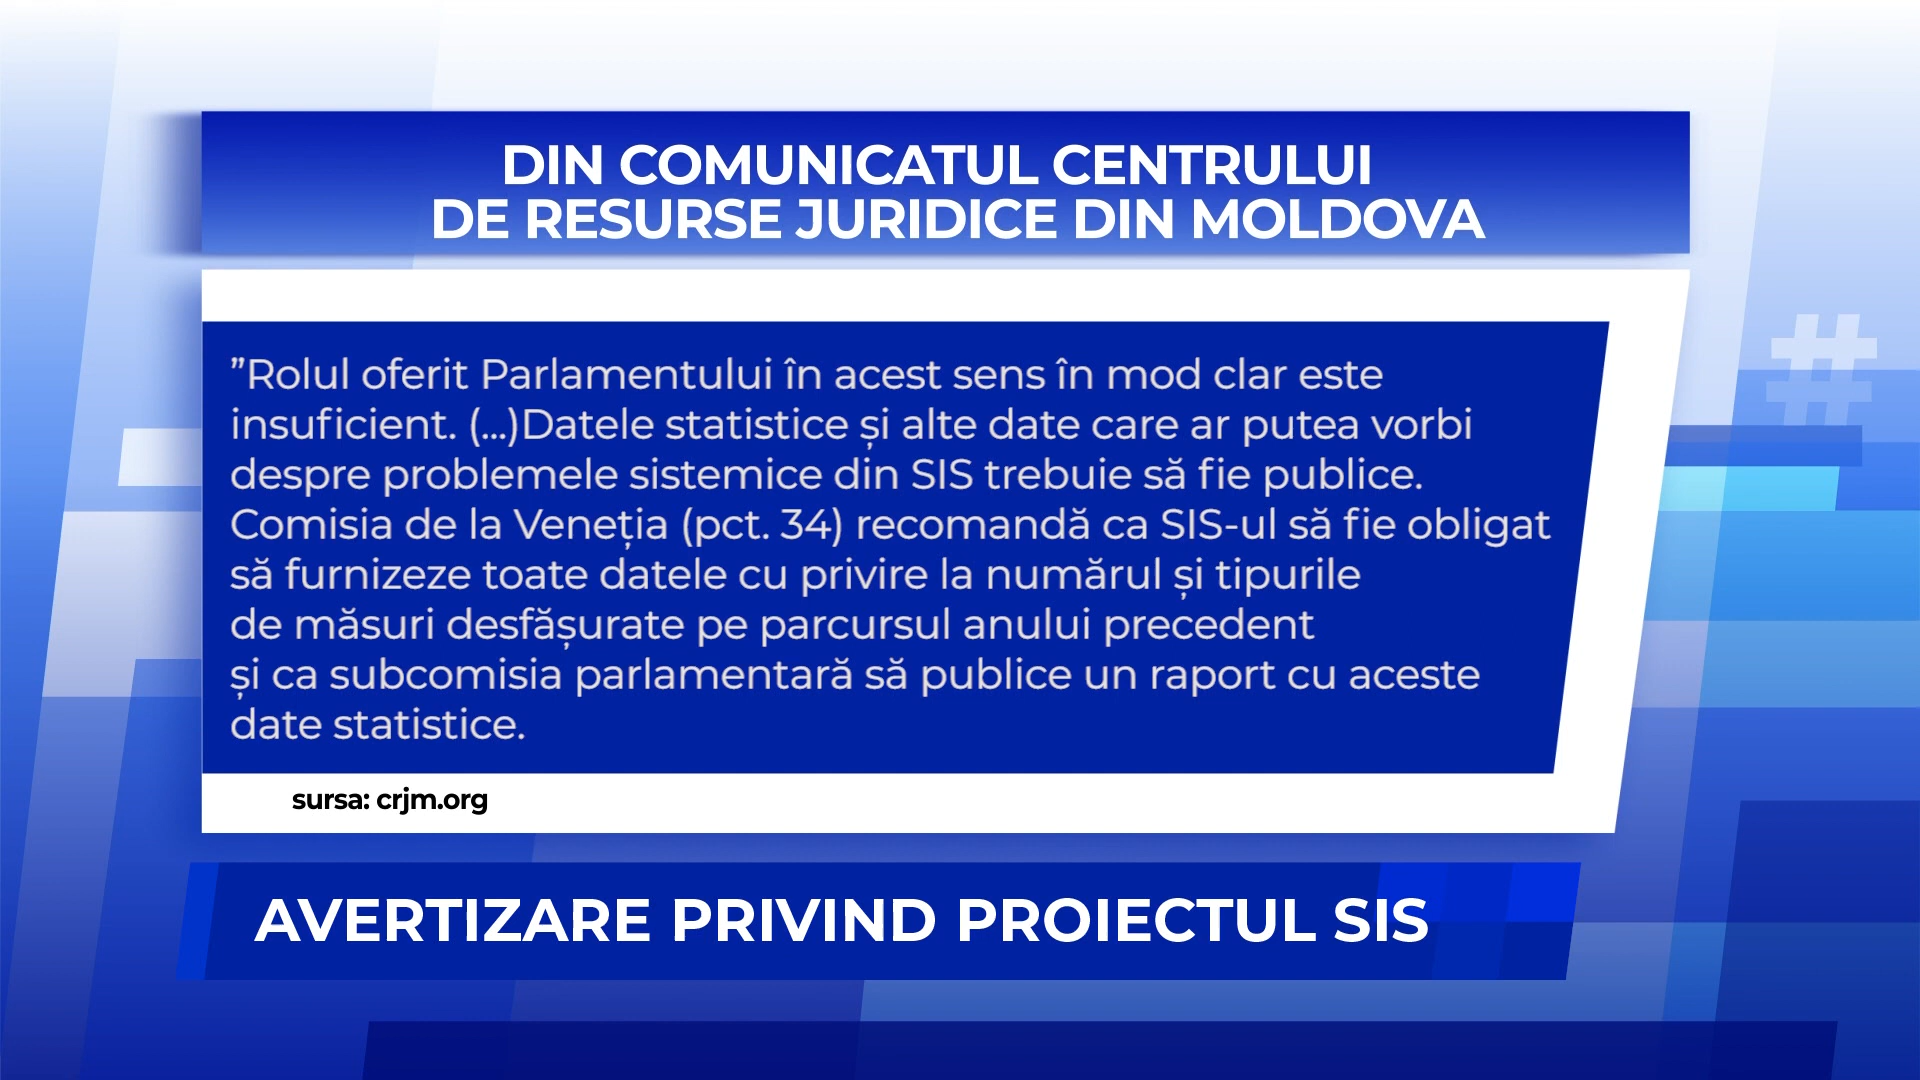 DIN COMUNICATUL CENTRULUI
DE RESURSE JURIDICE DIN MOLDOVA
#
”Rolul oferit Parlamentului în acest sens în mod clar este
insuficient. (...)Datele statistice și alte date care ar putea vorbi
despre problemele sistemice din SIS trebuie să fie publice.
Comisia de la Veneția (pct. 34) recomandă ca SIS-ul să fie obligat
să furnizeze toate datele cu privire la numărul și tipurile
de măsuri desfășurate pe parcursul anului precedent
și ca subcomisia parlamentară să publice un raport cu aceste
date statistice.
sursa: crjm.org
AVERTIZARE PRIVIND PROIECTUL SIS